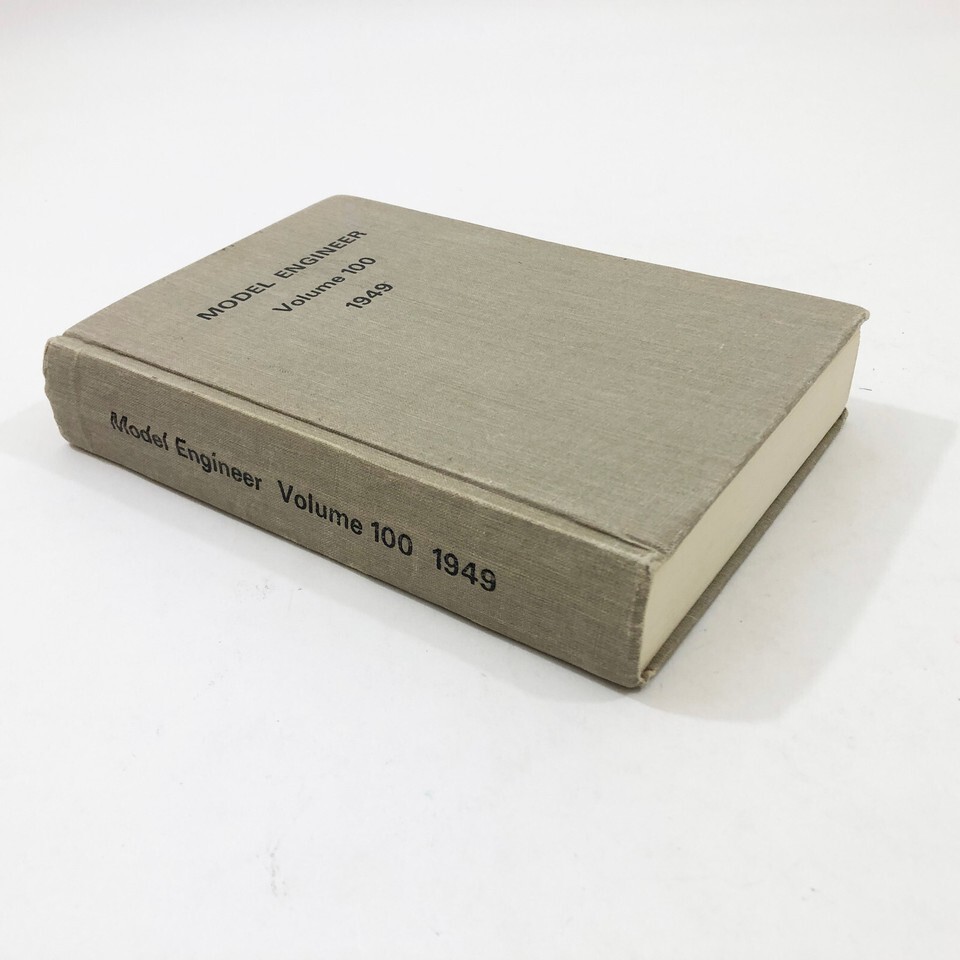 MODEL ENGINEER
Volume 100
1949
Model Engineer Volume 100 1949